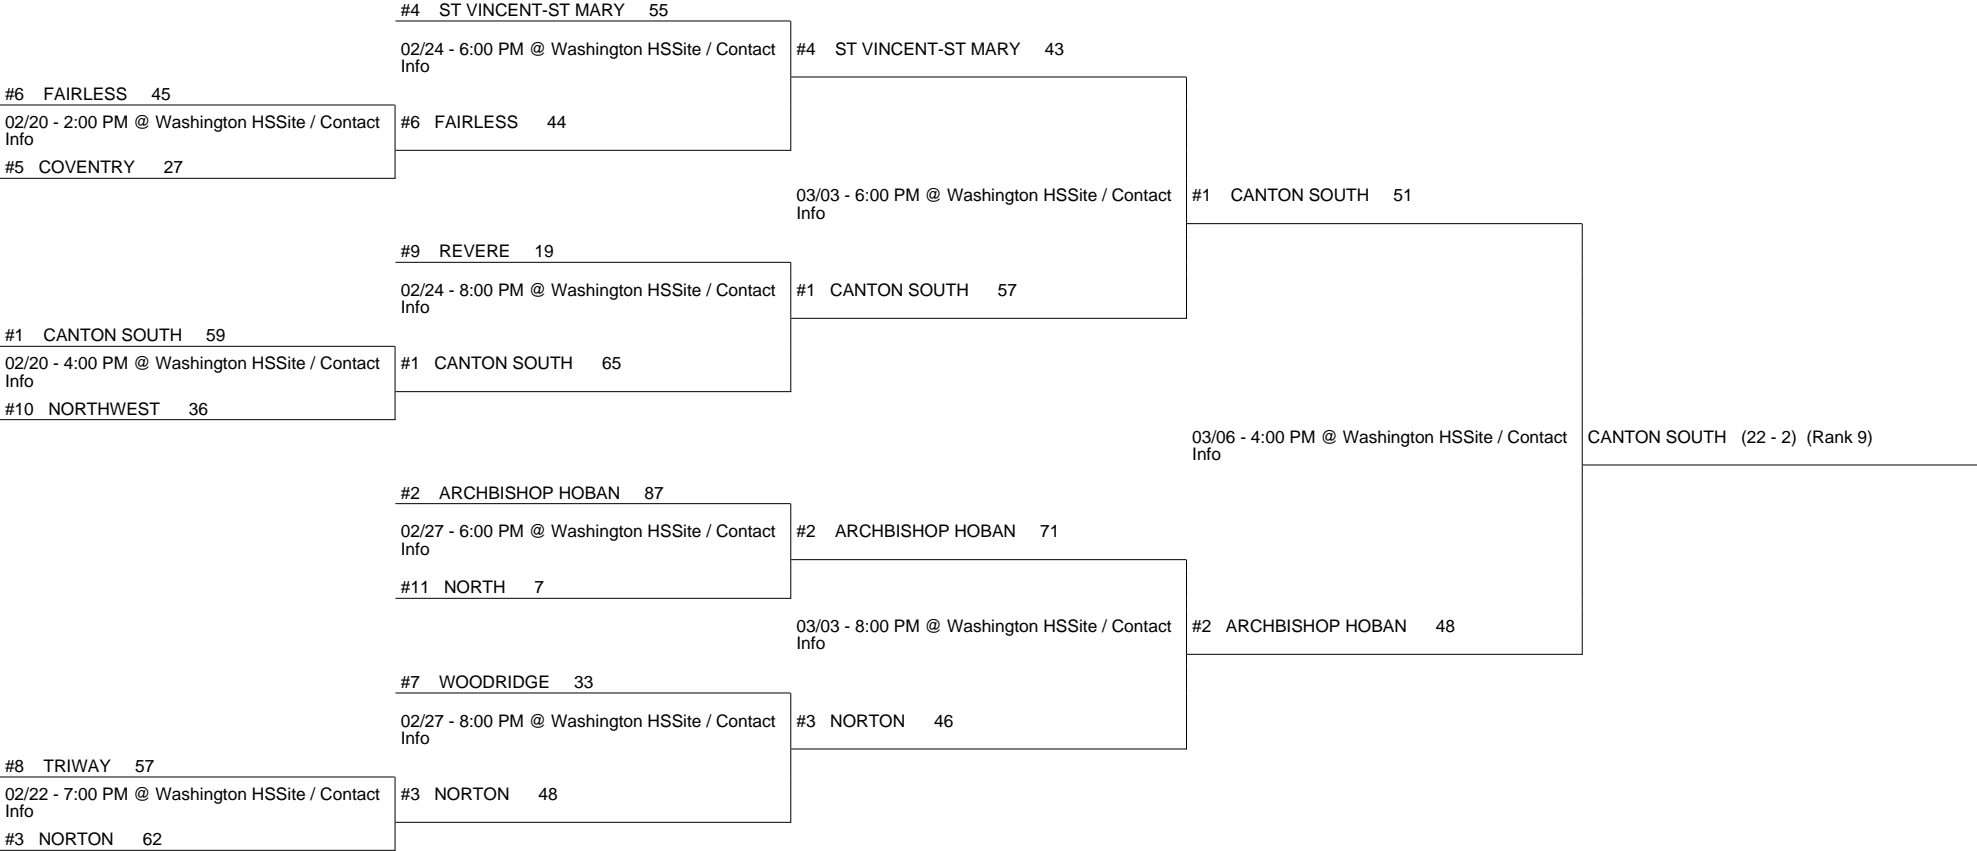 #4 ST VINCENT-ST MARY 55
02/24 - 6:00 PM @ Washington HSSite / Contact
Info
#4 ST VINCENT-ST MARY 43
#6 FAIRLESS 45
02/20 - 2:00 PM @ Washington HSSite / Contact
Info
#6 FAIRLESS 44
#5 COVENTRY 27
03/03 - 6:00 PM @ Washington HSSite / Contact
Info
#1 CANTON SOUTH 51
#9 REVERE 19
02/24 - 8:00 PM @ Washington HSSite / Contact
Info
#1 CANTON SOUTH 57
#1 CANTON SOUTH 59
02/20 - 4:00 PM @ Washington HSSite / Contact
Info
#1 CANTON SOUTH 65
#10 NORTHWEST 36
03/06 - 4:00 PM @ Washington HSSite / Contact
Info
CANTON SOUTH (22 - 2) (Rank 9)
#2 ARCHBISHOP HOBAN 87
02/27 - 6:00 PM @ Washington HSSite / Contact
Info
#2 ARCHBISHOP HOBAN 71
#11 NORTH 7
03/03 - 8:00 PM @ Washington HSSite / Contact
Info
#2 ARCHBISHOP HOBAN 48
#7 WOODRIDGE 33
02/27 - 8:00 PM @ Washington HSSite / Contact
Info
#3 NORTON 46
#8 TRIWAY 57
02/22 - 7:00 PM @ Washington HSSite / Contact
Info
#3 NORTON 48
#3 NORTON 62